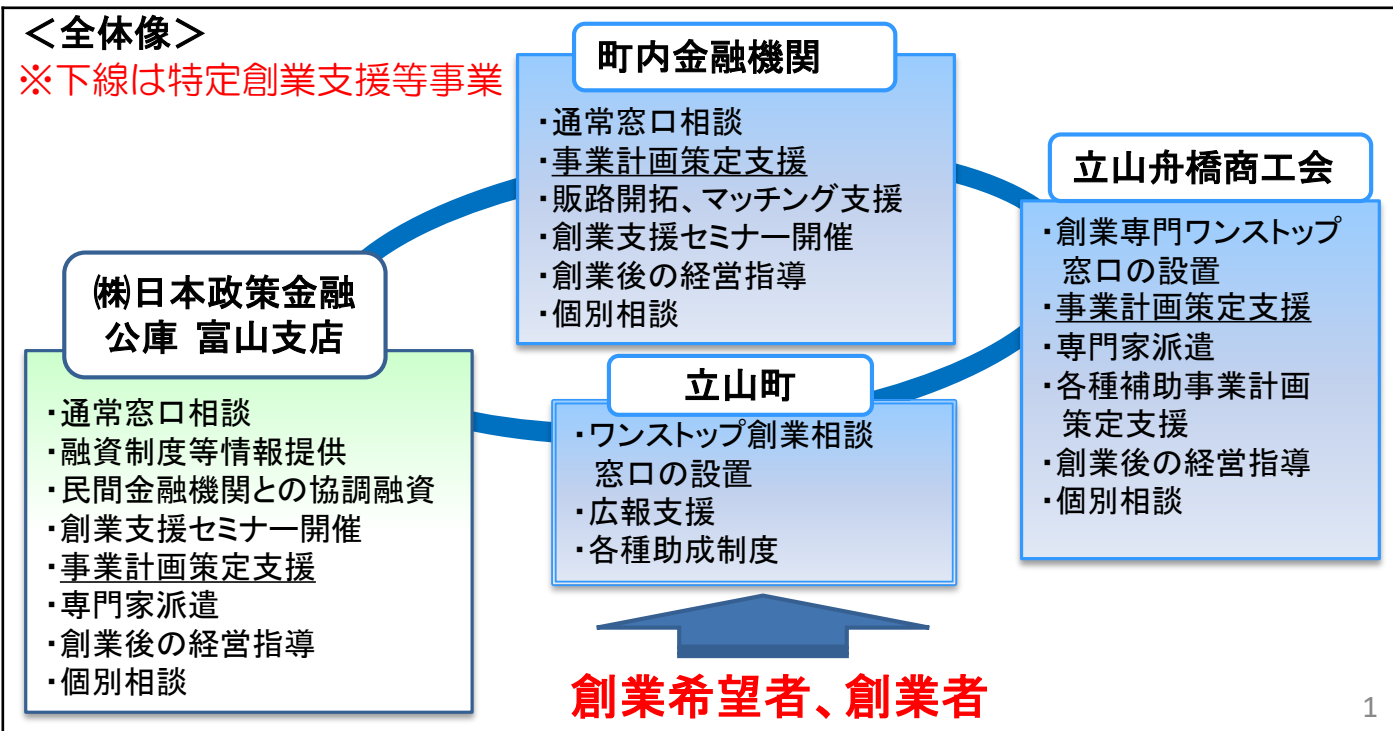 <全体像>
※下線は特定創業支援等事業
町内金融機関
・通常窓口相談
・事業計画策定支援
・販路開拓、マッチング支援
・創業支援セミナー開催
・創業後の経営指導
・個別相談
立山舟橋商工会
・創業専門ワンストップ
窓口の設置
・事業計画策定支援
・専門家派遣
・各種補助事業計画
策定支援
・創業後の経営指導
・個別相談
㈱日本政策金融
公庫 富山支店
・通常窓口相談
・融資制度等情報提供
・民間金融機関との協調融資
・創業支援セミナー開催
・事業計画策定支援
・専門家派遣
・創業後の経営指導
・個別相談
立山町
・ワンストップ創業相談
窓口の設置
・広報支援
・各種助成制度
創業希望者、創業者
1